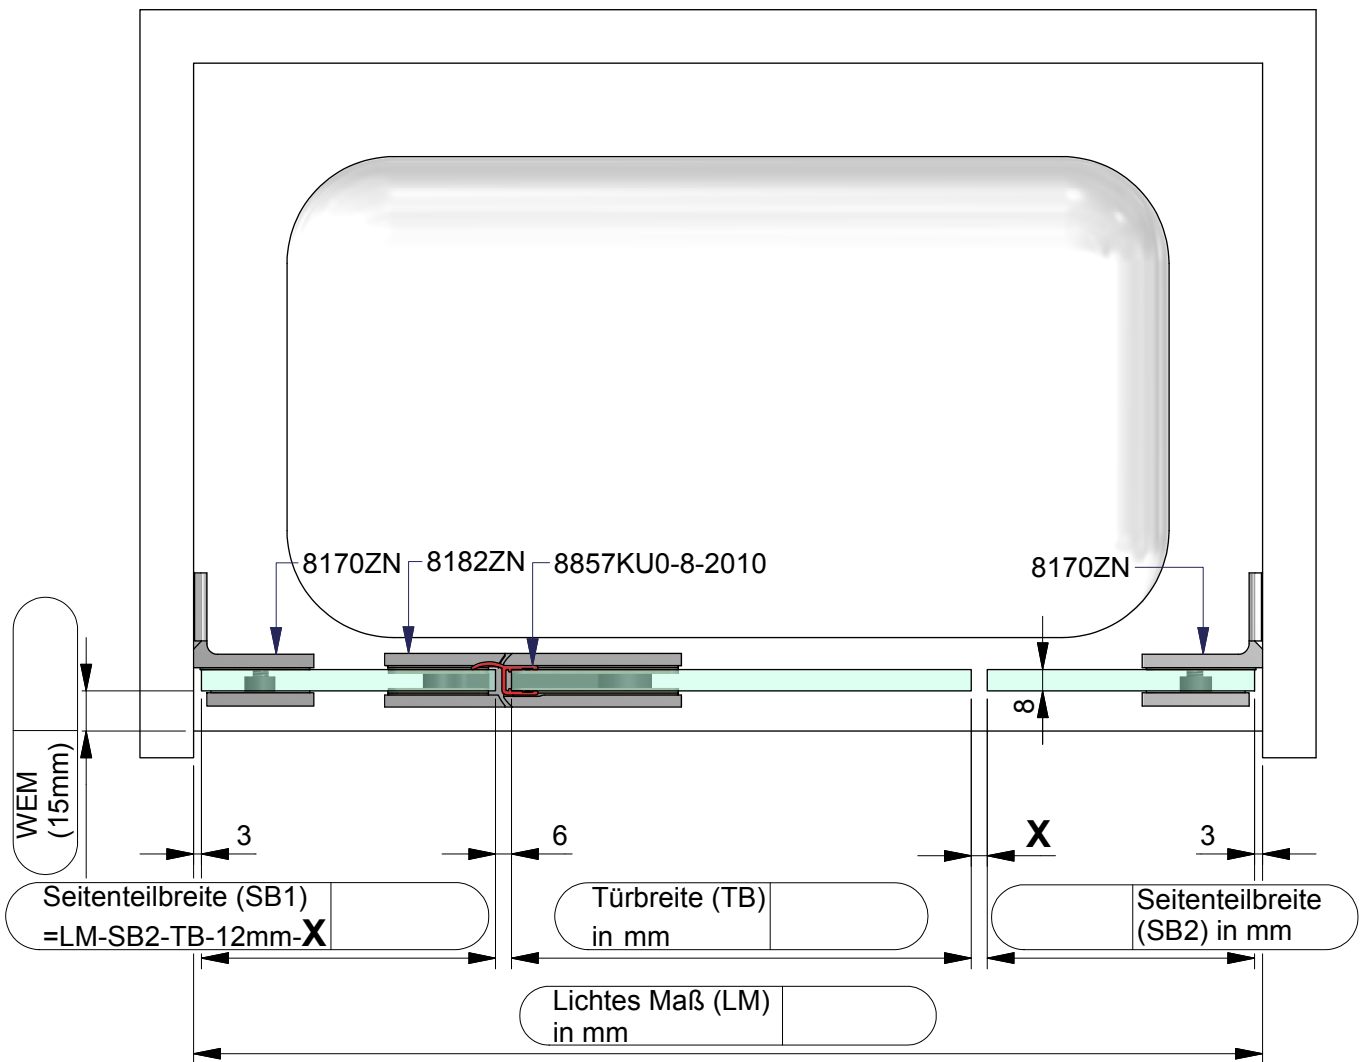 8170ZN
8182ZN
8857KU0-8-2010
8170ZN
8
WEM
(15mm)
3
6
X
3
Seitenteilbreite (SB1)
=LM-SB2-TB-12mm-X
Türbreite (TB)
in mm
Seitenteilbreite
(SB2) in mm
Lichtes Maß (LM)
in mm